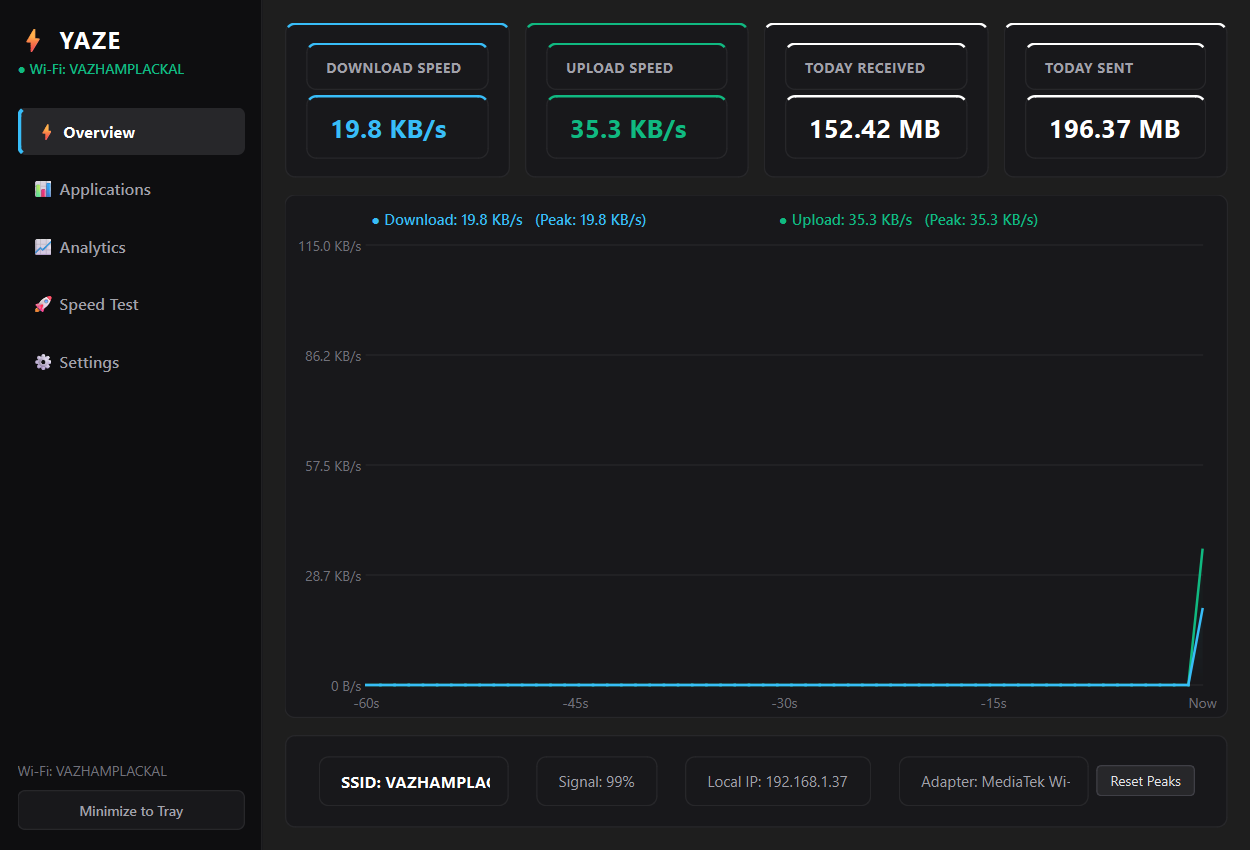 YAZE
● Wi-Fi: VAZHAMPLACKAL
Overview
Applications
Analytics
Speed Test
Settings
Wi-Fi: VAZHAMPLACKAL
Minimize to Tray
DOWNLOAD SPEED
19.8 KB/s
UPLOAD SPEED
35.3 KB/s
TODAY RECEIVED
152.42 MB
TODAY SENT
196.37 MB
● Download: 19.8 KB/s (Peak: 19.8 KB/s)
● Upload: 35.3 KB/s (Peak: 35.3 KB/s)
115.0 KB/s
86.2 KB/s
57.5 KB/s
28.7 KB/s
0 B/s
-60s -45s -30s -15s Now
SSID: VAZHAMPLA
Signal: 99%
Local IP: 192.168.1.37
Adapter: MediaTek Wi-
Reset Peaks